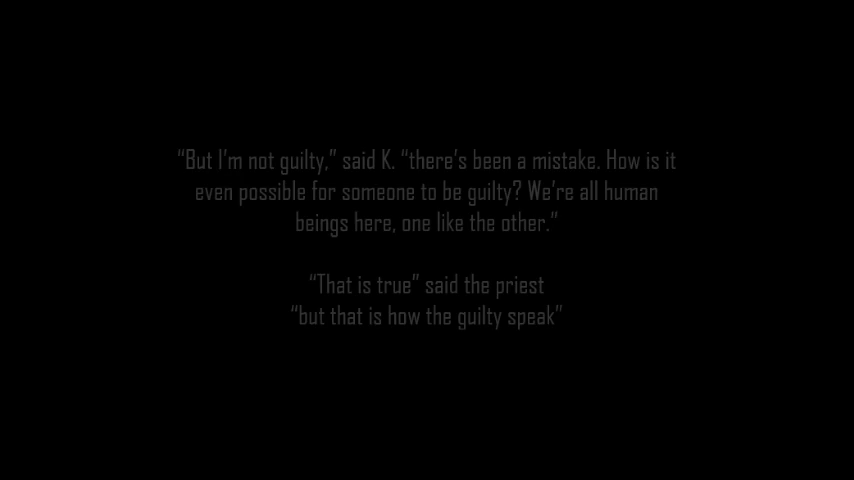 “But I’m not guilty,” said K. “there’s been a mistake. How is it
even possible for someone to be guilty? We’re all human
beings here, one like the other.”
“That is true” said the priest
“but that is how the guilty speak”